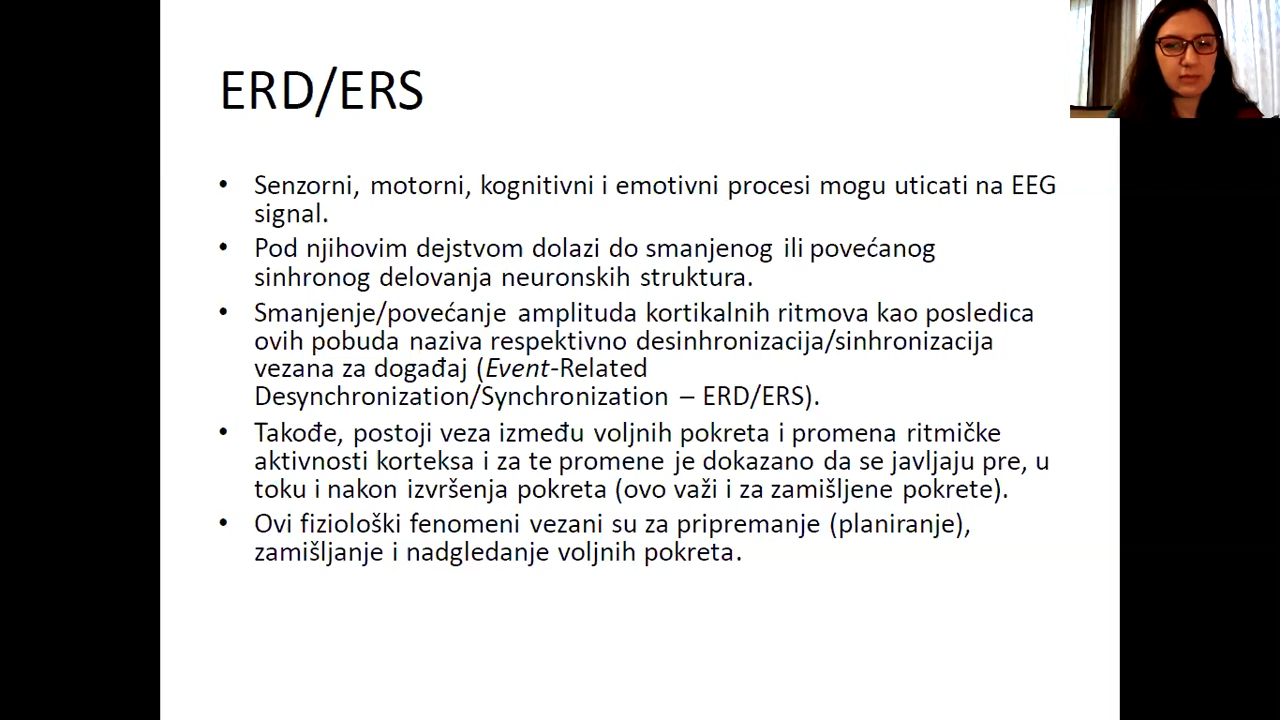 ERD/ERS
• Senzorni, motorni, kognitivni i emotivni procesi mogu uticati na EEG
signal.
• Pod njihovim dejstvom dolazi do smanjenog ili povećanog
sinhronog delovanja neuronskih struktura.
• Smanjenje/povećanje amplituda kortikalnih ritmova kao posledica
ovih pobuda naziva respektivno desinhronizacija/sinhronizacija
vezana za događaj (Event-Related
Desynchronization/Synchronization – ERD/ERS).
• Takođe, postoji veza između voljnih pokreta i promena ritmičke
aktivnosti korteksa i za te promene je dokazano da se javljaju pre, u
toku i nakon izvršenja pokreta (ovo važi i za zamišljene pokrete).
• Ovi fiziološki fenomeni vezani su za pripremanje (planiranje),
zamišljanje i nadgledanje voljnih pokreta.